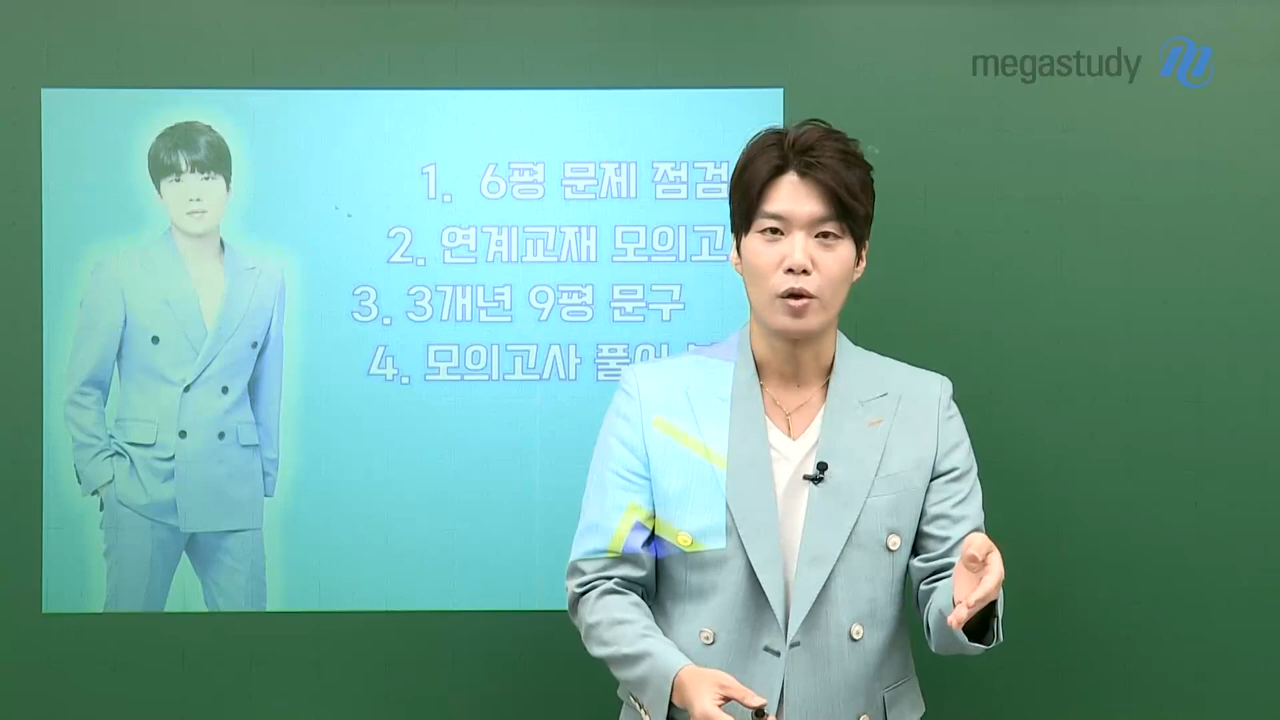 megastudy
1. 6평 문제 점검
2. 연계교재 모의고
3. 3개년 9평 문구
4. 모의고사 풀이